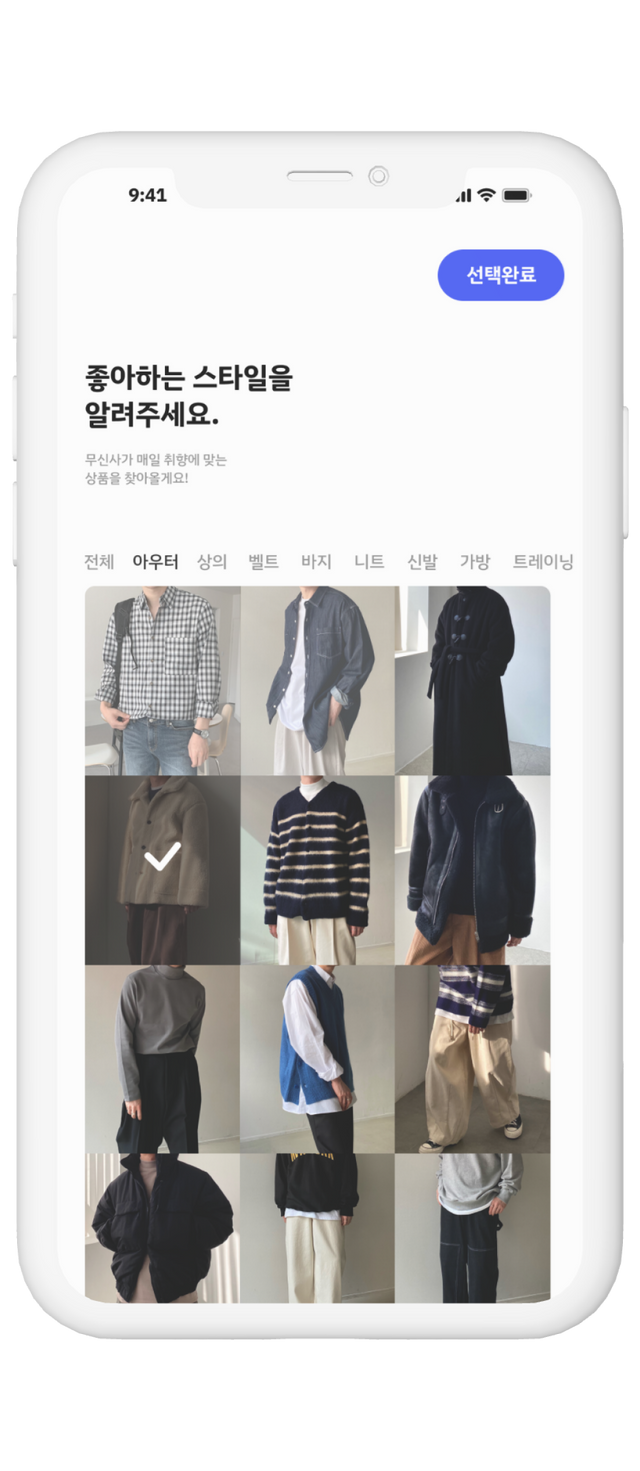 9:41
선택완료
좋아하는 스타일을
알려주세요.
무신사가 매일 취향에 맞는
상품을 찾아올게요!
전체 아우터 상의 벨트 바지 니트 신발 가방 트레이닝